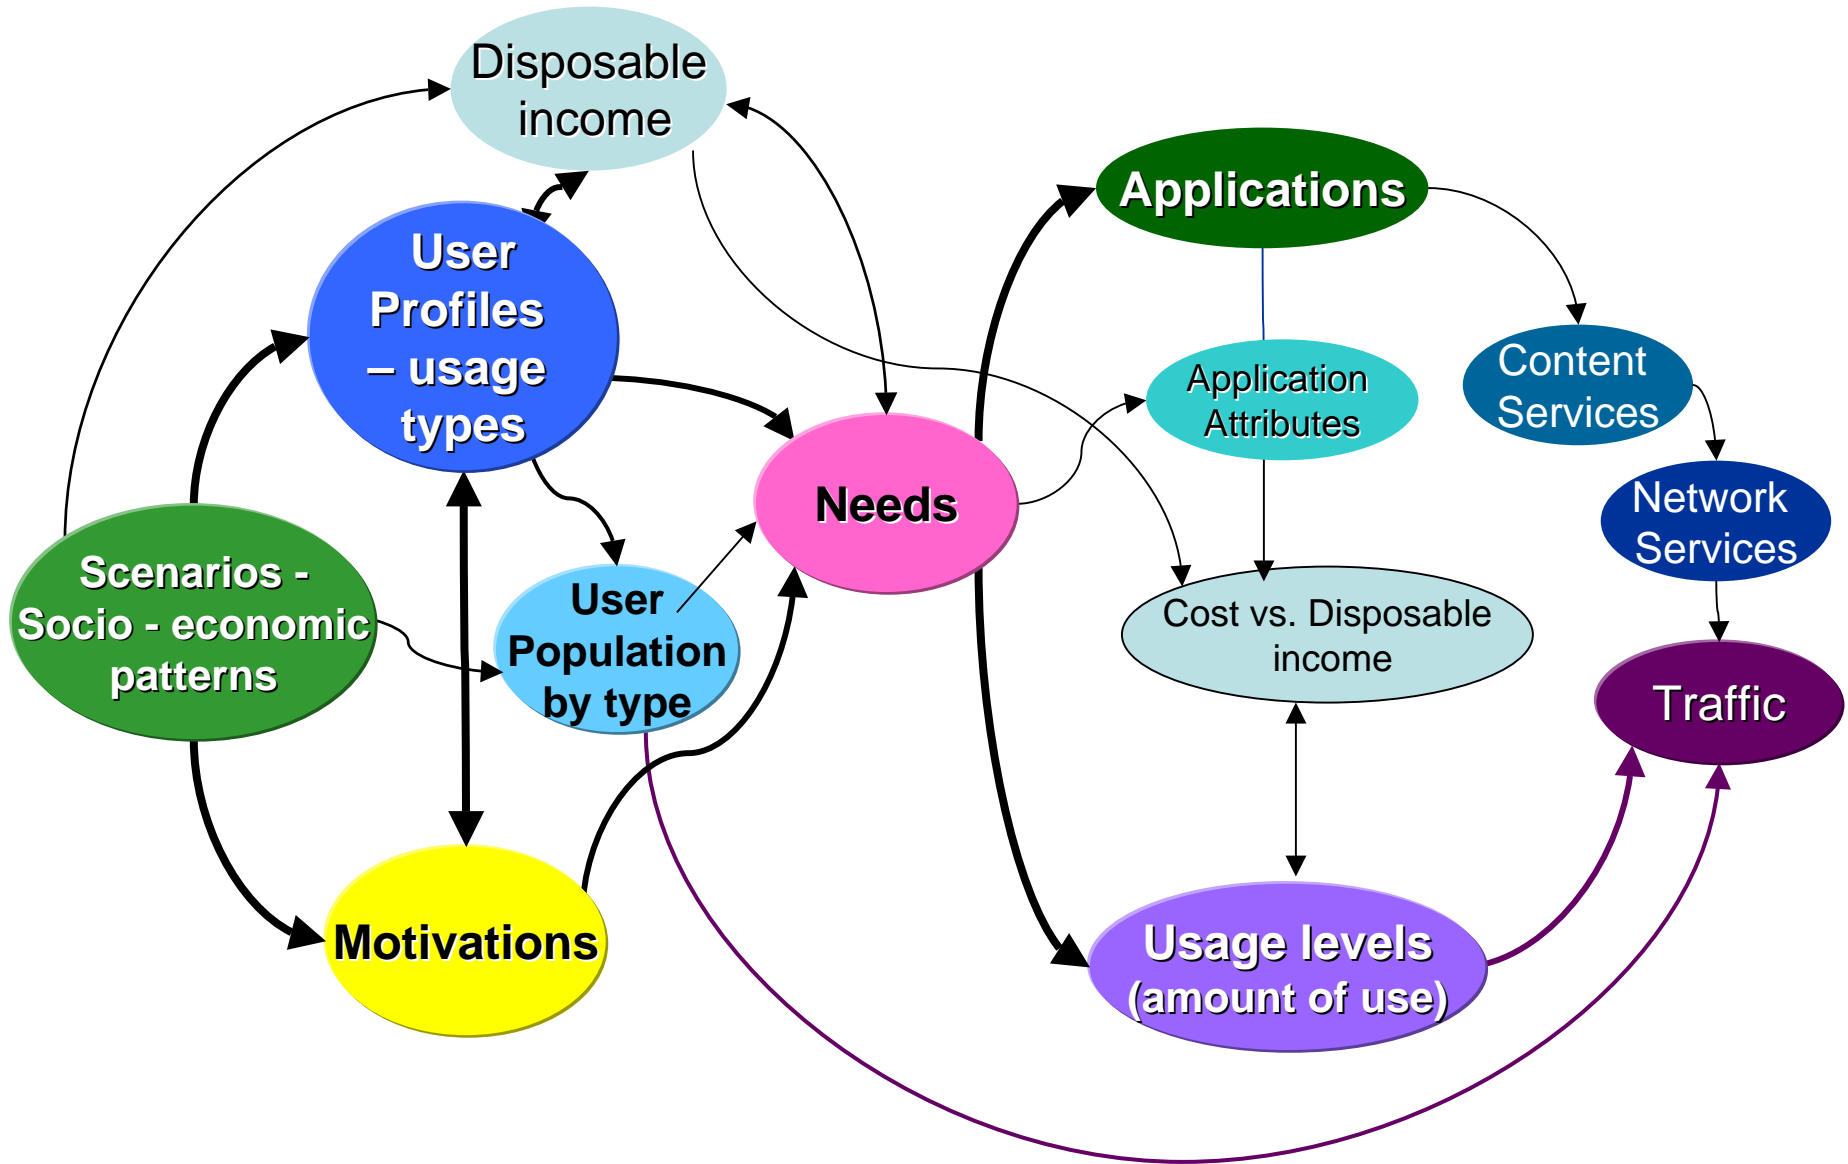 Disposable
income
User
Profiles
– usage
types
Scenarios -
Socio - economic
patterns
User
Population
by type
Motivations
Needs
Applications
Application
Attributes
Content
Services
Network
Services
Cost vs. Disposable
income
Traffic
Usage levels
(amount of use)